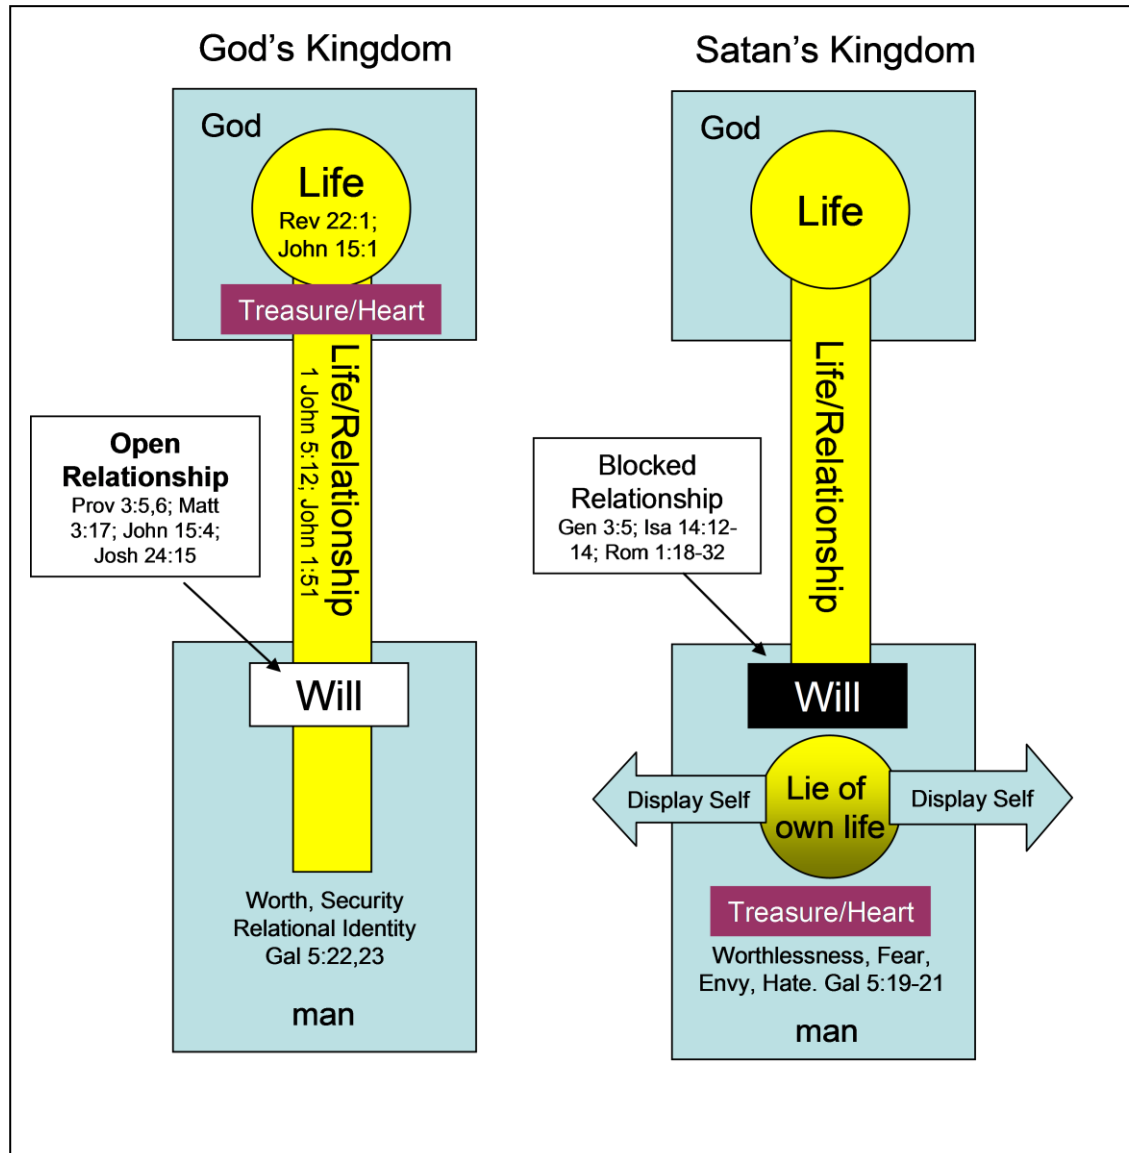 God's Kingdom
God
Life
Rev 22:1;
John 15:1
Treasure/Heart
Life/Relationship
1 John 5:12; John 1:51
Open
Relationship
Prov 3:5,6; Matt
3:17; John 15:4;
Josh 24:15
Will
Worth, Security
Relational Identity
Gal 5:22,23
man
Satan's Kingdom
God
Life
Life/Relationship
Blocked
Relationship
Gen 3:5; Isa 14:12-
14; Rom 1:18-32
Will
Display Self
Lie of
own life
Display Self
Treasure/Heart
Worthlessness, Fear,
Envy, Hate. Gal 5:19-21
man